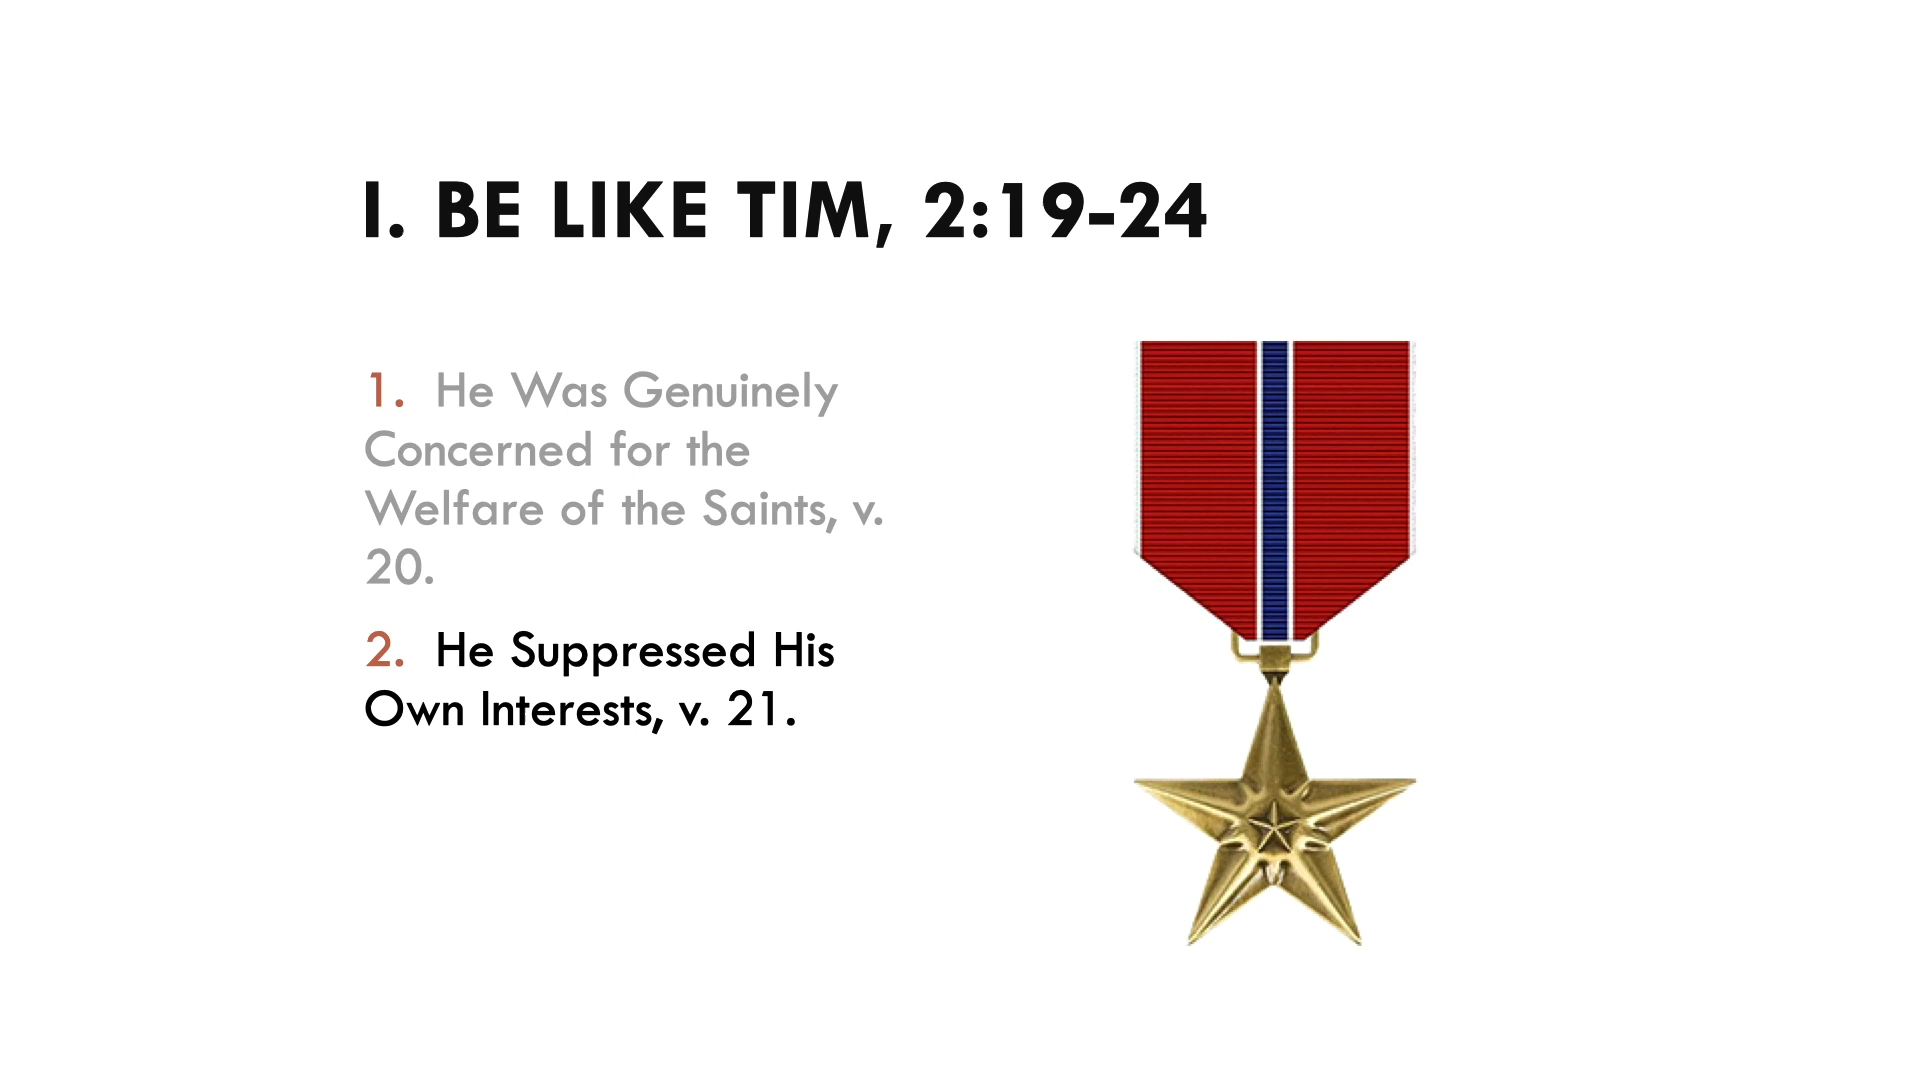 I. BE LIKE TIM, 2:19-24
1. He Was Genuinely
Concerned for the
Welfare of the Saints, v.
20.
2. He Suppressed His
Own Interests, v. 21.